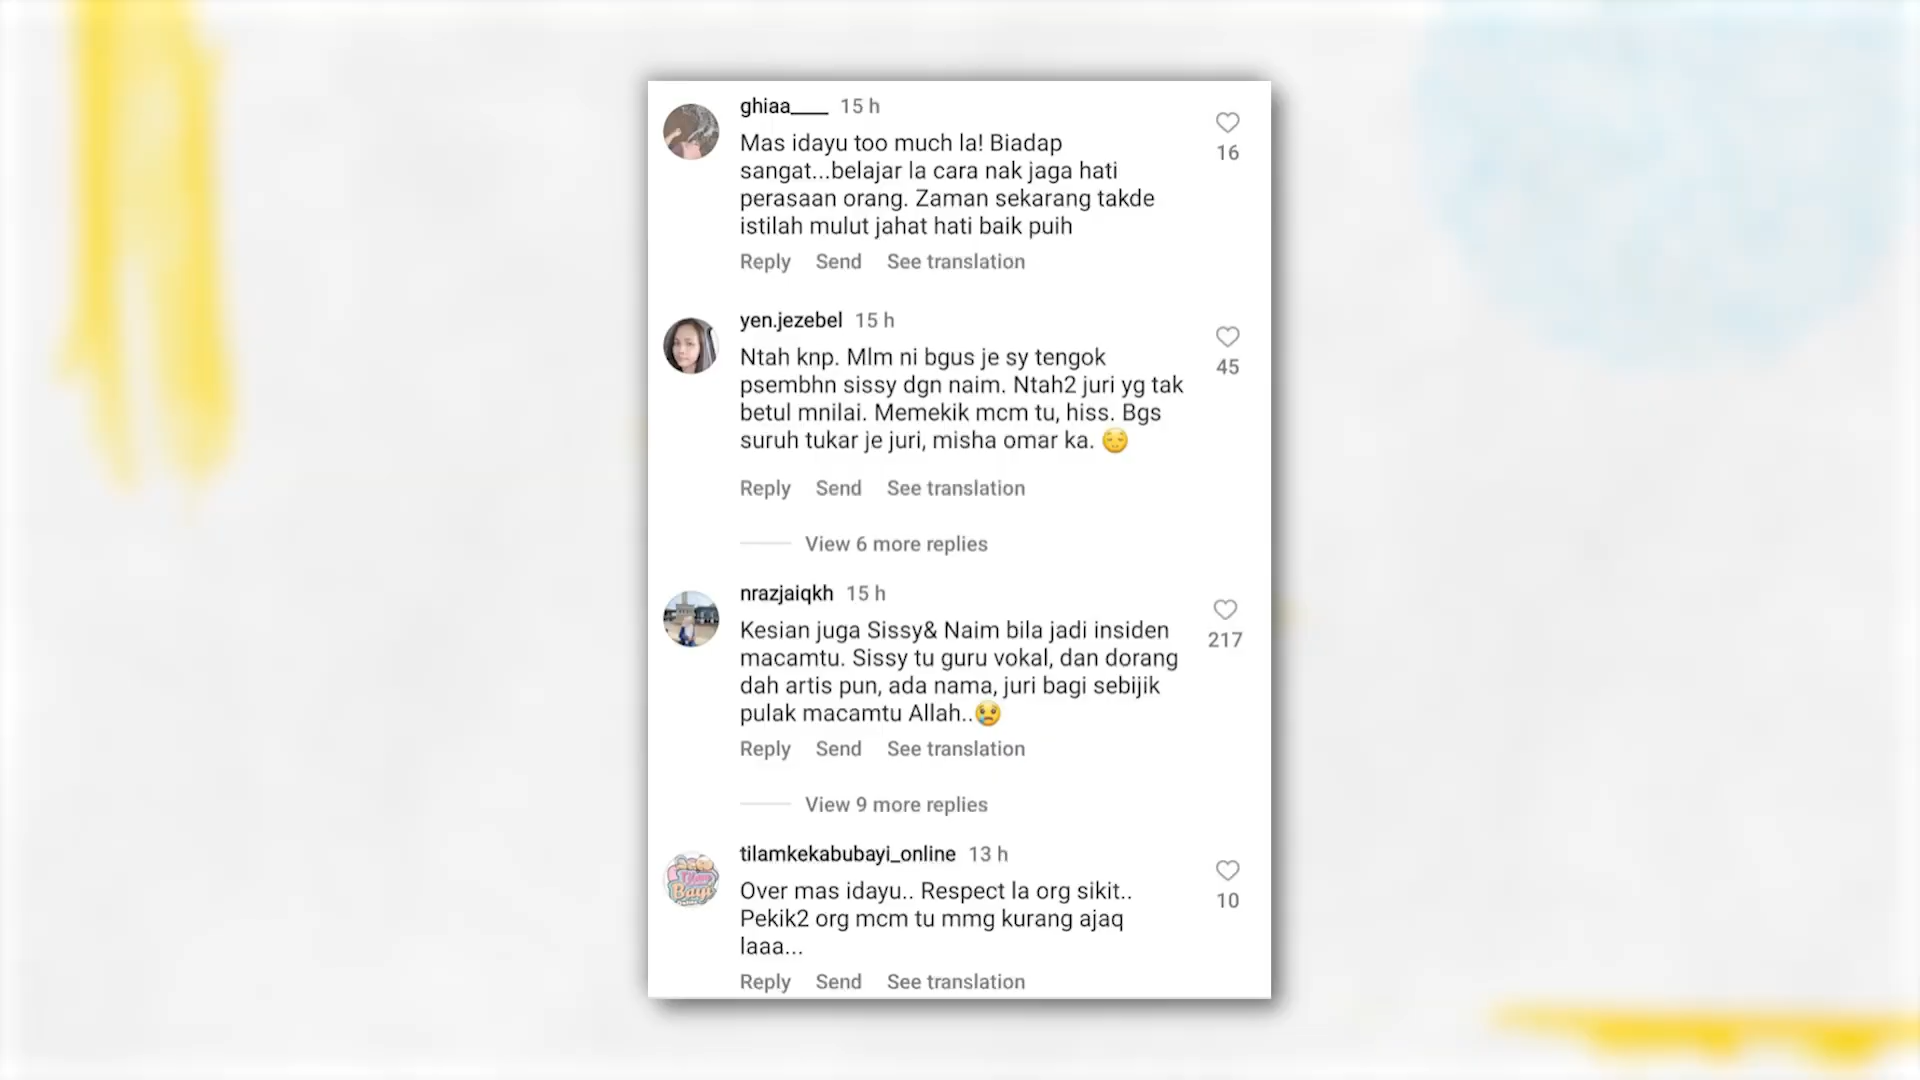 ghiaa____ 15 h
Mas idayu too much la! Biadap
sangat...belajar la cara nak jaga hati
perasaan orang. Zaman sekarang takde
istilah mulut jahat hati baik puih
16
Reply Send See translation
yen.jezebel 15 h
Ntah knp. Mlm ni bgus je sy tengok
psembhn sissy dgn naim. Ntah2 juri yg tak
betul mnilai. Memekik mcm tu, hiss. Bgs
suruh tukar je juri, misha omar ka. 😌
45
Reply Send See translation
View 6 more replies
nrazjaiqkh 15 h
Kesian juga Sissy& Naim bila jadi insiden
macamtu. Sissy tu guru vokal, dan dorang
dah artis pun, ada nama, juri bagi sebijik
pulak macamtu Allah..😢
217
Reply Send See translation
View 9 more replies
tilamkekabubayi_online 13 h
Over mas idayu.. Respect la org sikit..
Pekik2 org mcm tu mmg kurang ajaq
laaa...
10
Reply Send See translation